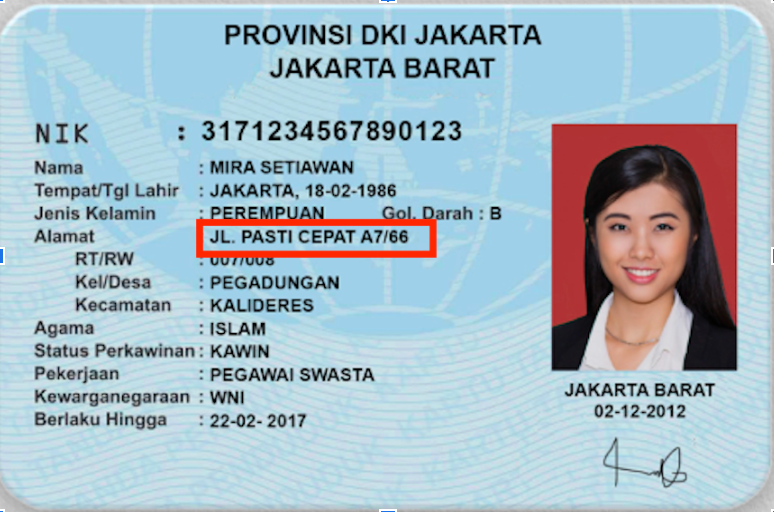 PROVINSI DKI JAKARTA
JAKARTA BARAT
NIK : 3171234567890123
Nama : MIRA SETIAWAN
Tempat/Tgl Lahir : JAKARTA, 18-02-1986
Jenis Kelamin : PEREMPUAN Gol. Darah : B
Alamat : JL. PASTI CEPAT A7/66
RT/RW : 007/008
Kel/Desa : PEGADUNGAN
Kecamatan : KALIDERES
Agama : ISLAM
Status Perkawinan : KAWIN
Pekerjaan : PEGAWAI SWASTA
Kewarganegaraan : WNI
Berlaku Hingga : 22-02- 2017
JAKARTA BARAT
02-12-2012